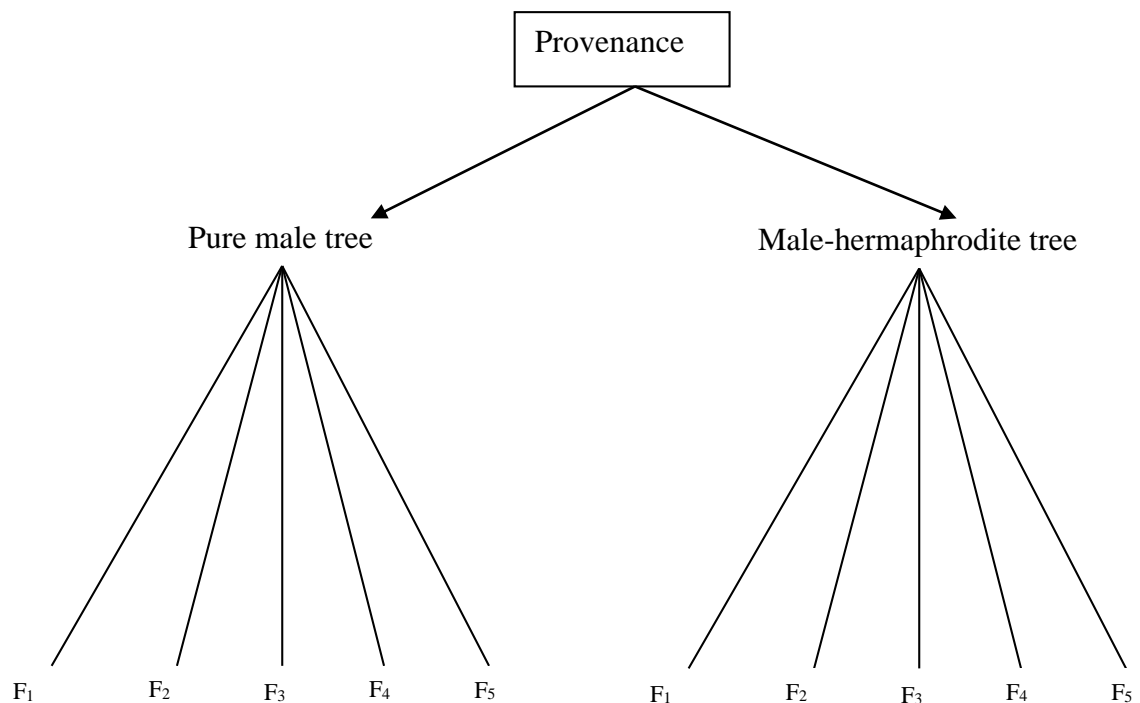 Provenance
Pure male tree
Male-hermaphrodite tree
F₁ F₂ F₃ F₄ F₅ F₁ F₂ F₃ F₄ F₅